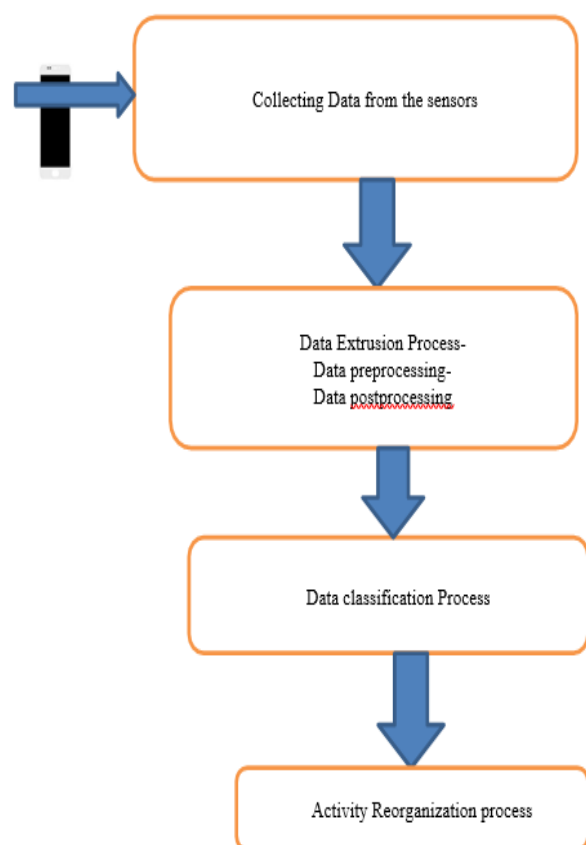 Collecting Data from the sensors
Data Extrusion Process-
Data preprocessing-
Data postprocessing
Data classification Process
Activity Reorganization process